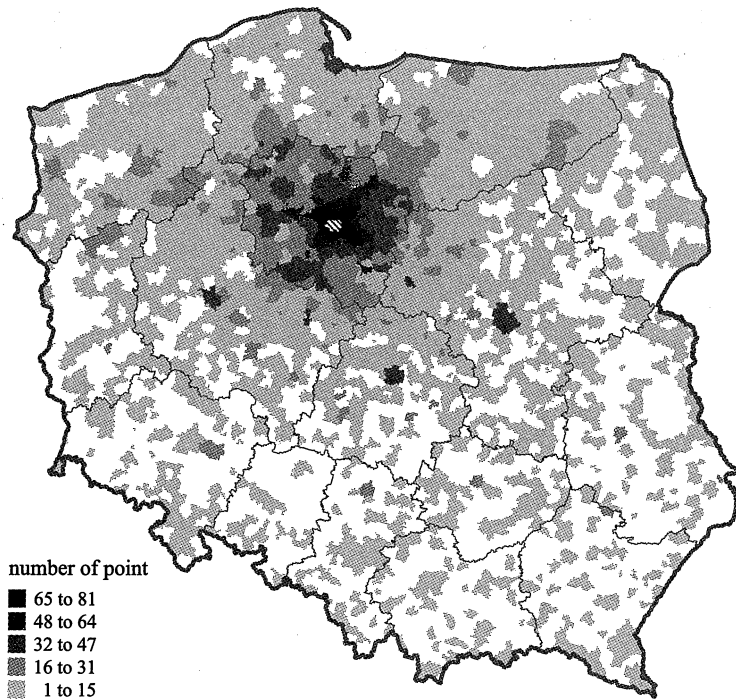 number of point
65 to 81
48 to 64
32 to 47
16 to 31
1 to 15